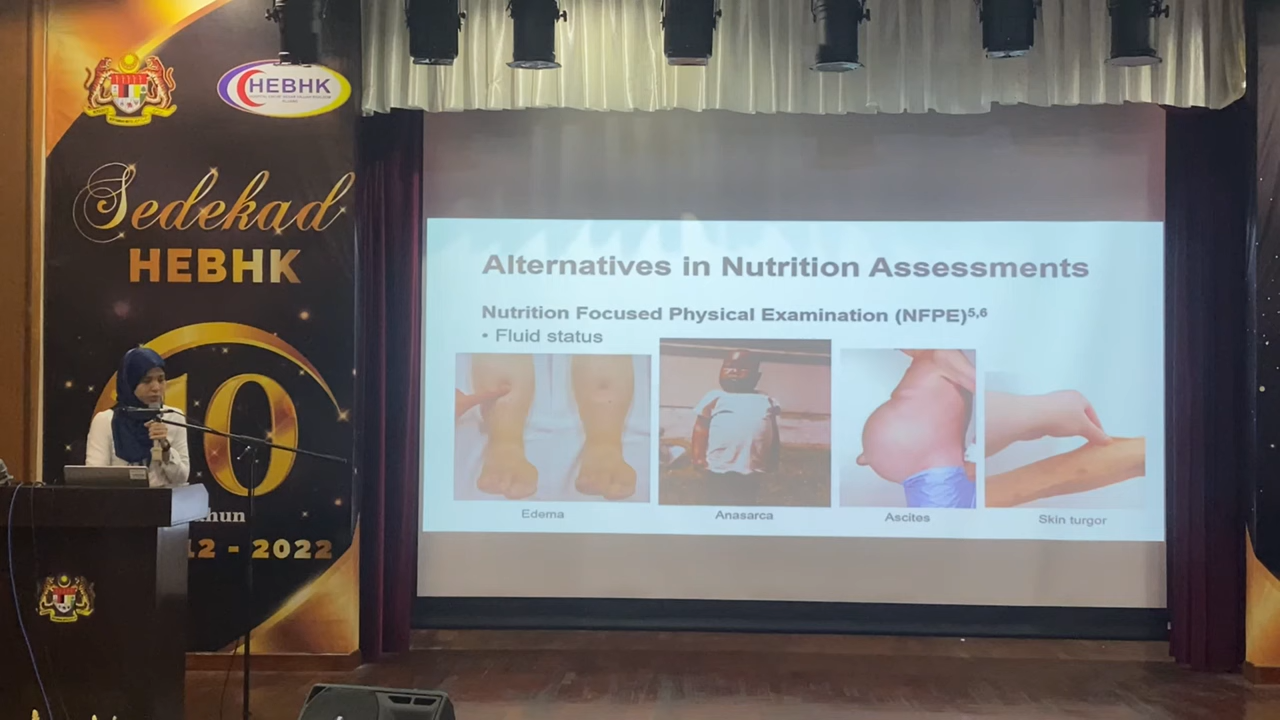 HEBHK
Sedekad
HEBHK
10
2 - 2022
Alternatives in Nutrition Assessments
Nutrition Focused Physical Examination (NFPE)5,6
• Fluid status
Edema
Anasarca
Ascites
Skin turgor